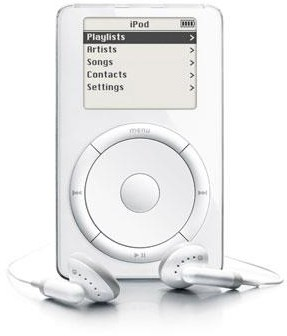 iPod
Playlists >
Artists >
Songs >
Contacts >
Settings >
menu